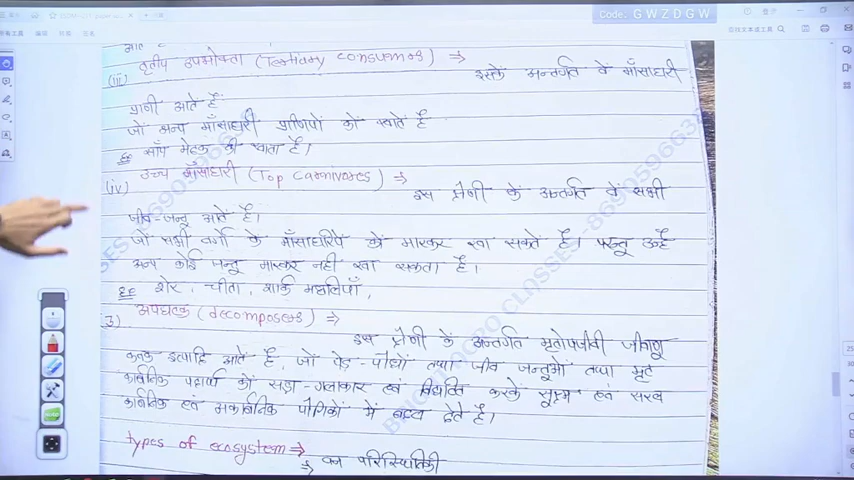 Code. G W Z D G W
(iii) तृतीय उपभोक्ता (Tertiary consumers) ⇒
इसके अन्तर्गत वे माँसाहारी
प्राणी आते हैं
जो अन्य माँसाहारी प्राणियों को खाते हैं
Ex साँप मेंढक को खाता है।
(iv) उच्च माँसाहारी (Top Carnivores) ⇒
इस श्रेणी के अन्तर्गत वे सभी
जीव-जन्तु आते है।
जो सभी वर्गो के माँसाहारियें को मारकर खा सकते है। परन्तु उन्हें
अन्य कोई जन्तु मारकर नही खा सकता है।
Ex शेर, चीता, शार्क मछलियाँ,
3) अपघटक (decomposers) ⇒
इस श्रेणी के अन्तर्गत मृतोपजीवी जीवाणु
कवक इत्यादि आते है, जो पेड़-पौधों तथा जीव जन्तुओं तथा मृत
कार्बनिक पदार्थो को सड़ा-गलाकर एवं विघटित करके सूक्ष्म एवं सरल
कार्बनिक एवं अकार्बनिक यौगिकों में बदल देते है।
types of ecosystem ⇒
⇒ वन पारिस्थितिकी